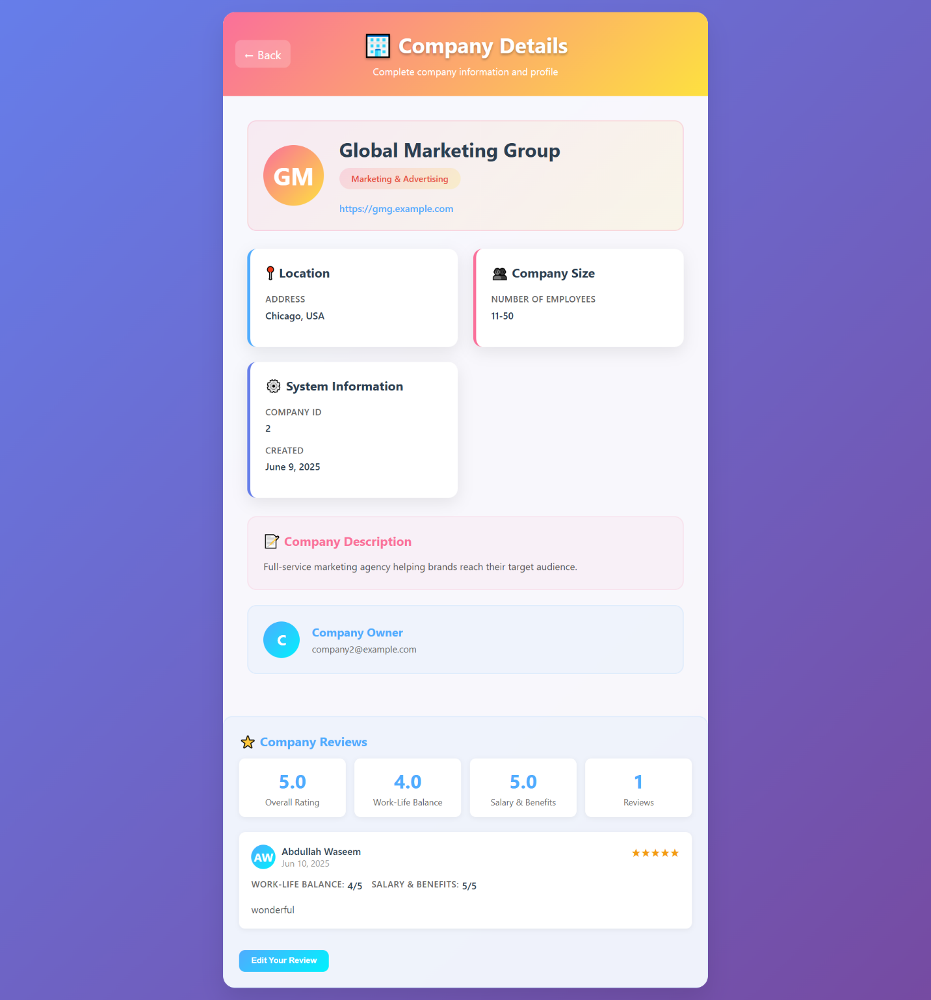 ← Back
Company Details
Complete company information and profile
GM
Global Marketing Group
Marketing & Advertising
https://gmg.example.com
Location
ADDRESS
Chicago, USA
Company Size
NUMBER OF EMPLOYEES
11-50
System Information
COMPANY ID
2
CREATED
June 9, 2025
Company Description
Full-service marketing agency helping brands reach their target audience.
C
Company Owner
company2@example.com
Company Reviews
5.0
Overall Rating
4.0
Work-Life Balance
5.0
Salary & Benefits
1
Reviews
AW
Abdullah Waseem
Jun 10, 2025
★★★★★
WORK-LIFE BALANCE: 4/5 SALARY & BENEFITS: 5/5
wonderful
Edit Your Review